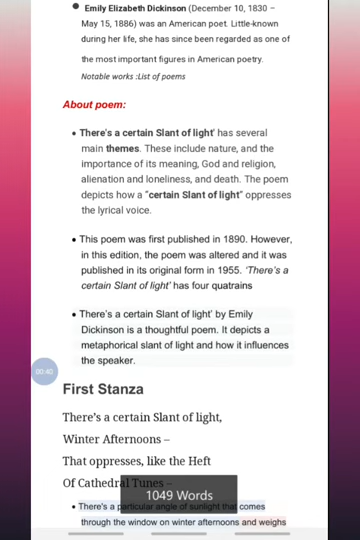 • Emily Elizabeth Dickinson (December 10, 1830 –
May 15, 1886) was an American poet. Little-known
during her life, she has since been regarded as one of
the most important figures in American poetry.
Notable works :List of poems
About poem:
• There's a certain Slant of light' has several
main themes. These include nature, and the
importance of its meaning, God and religion,
alienation and loneliness, and death. The poem
depicts how a “certain Slant of light” oppresses
the lyrical voice.
• This poem was first published in 1890. However,
in this edition, the poem was altered and it was
published in its original form in 1955. ‘There's a
certain Slant of light’ has four quatrains
• There's a certain Slant of light’ by Emily
Dickinson is a thoughtful poem. It depicts a
metaphorical slant of light and how it influences
the speaker.
00:42
First Stanza
There's a certain Slant of light,
Winter Afternoons –
That oppresses, like the Heft
Of Cathedral Tunes –
1049 Words
• There's a particular angle of sunlight that comes
through the window on winter afternoons and weighs